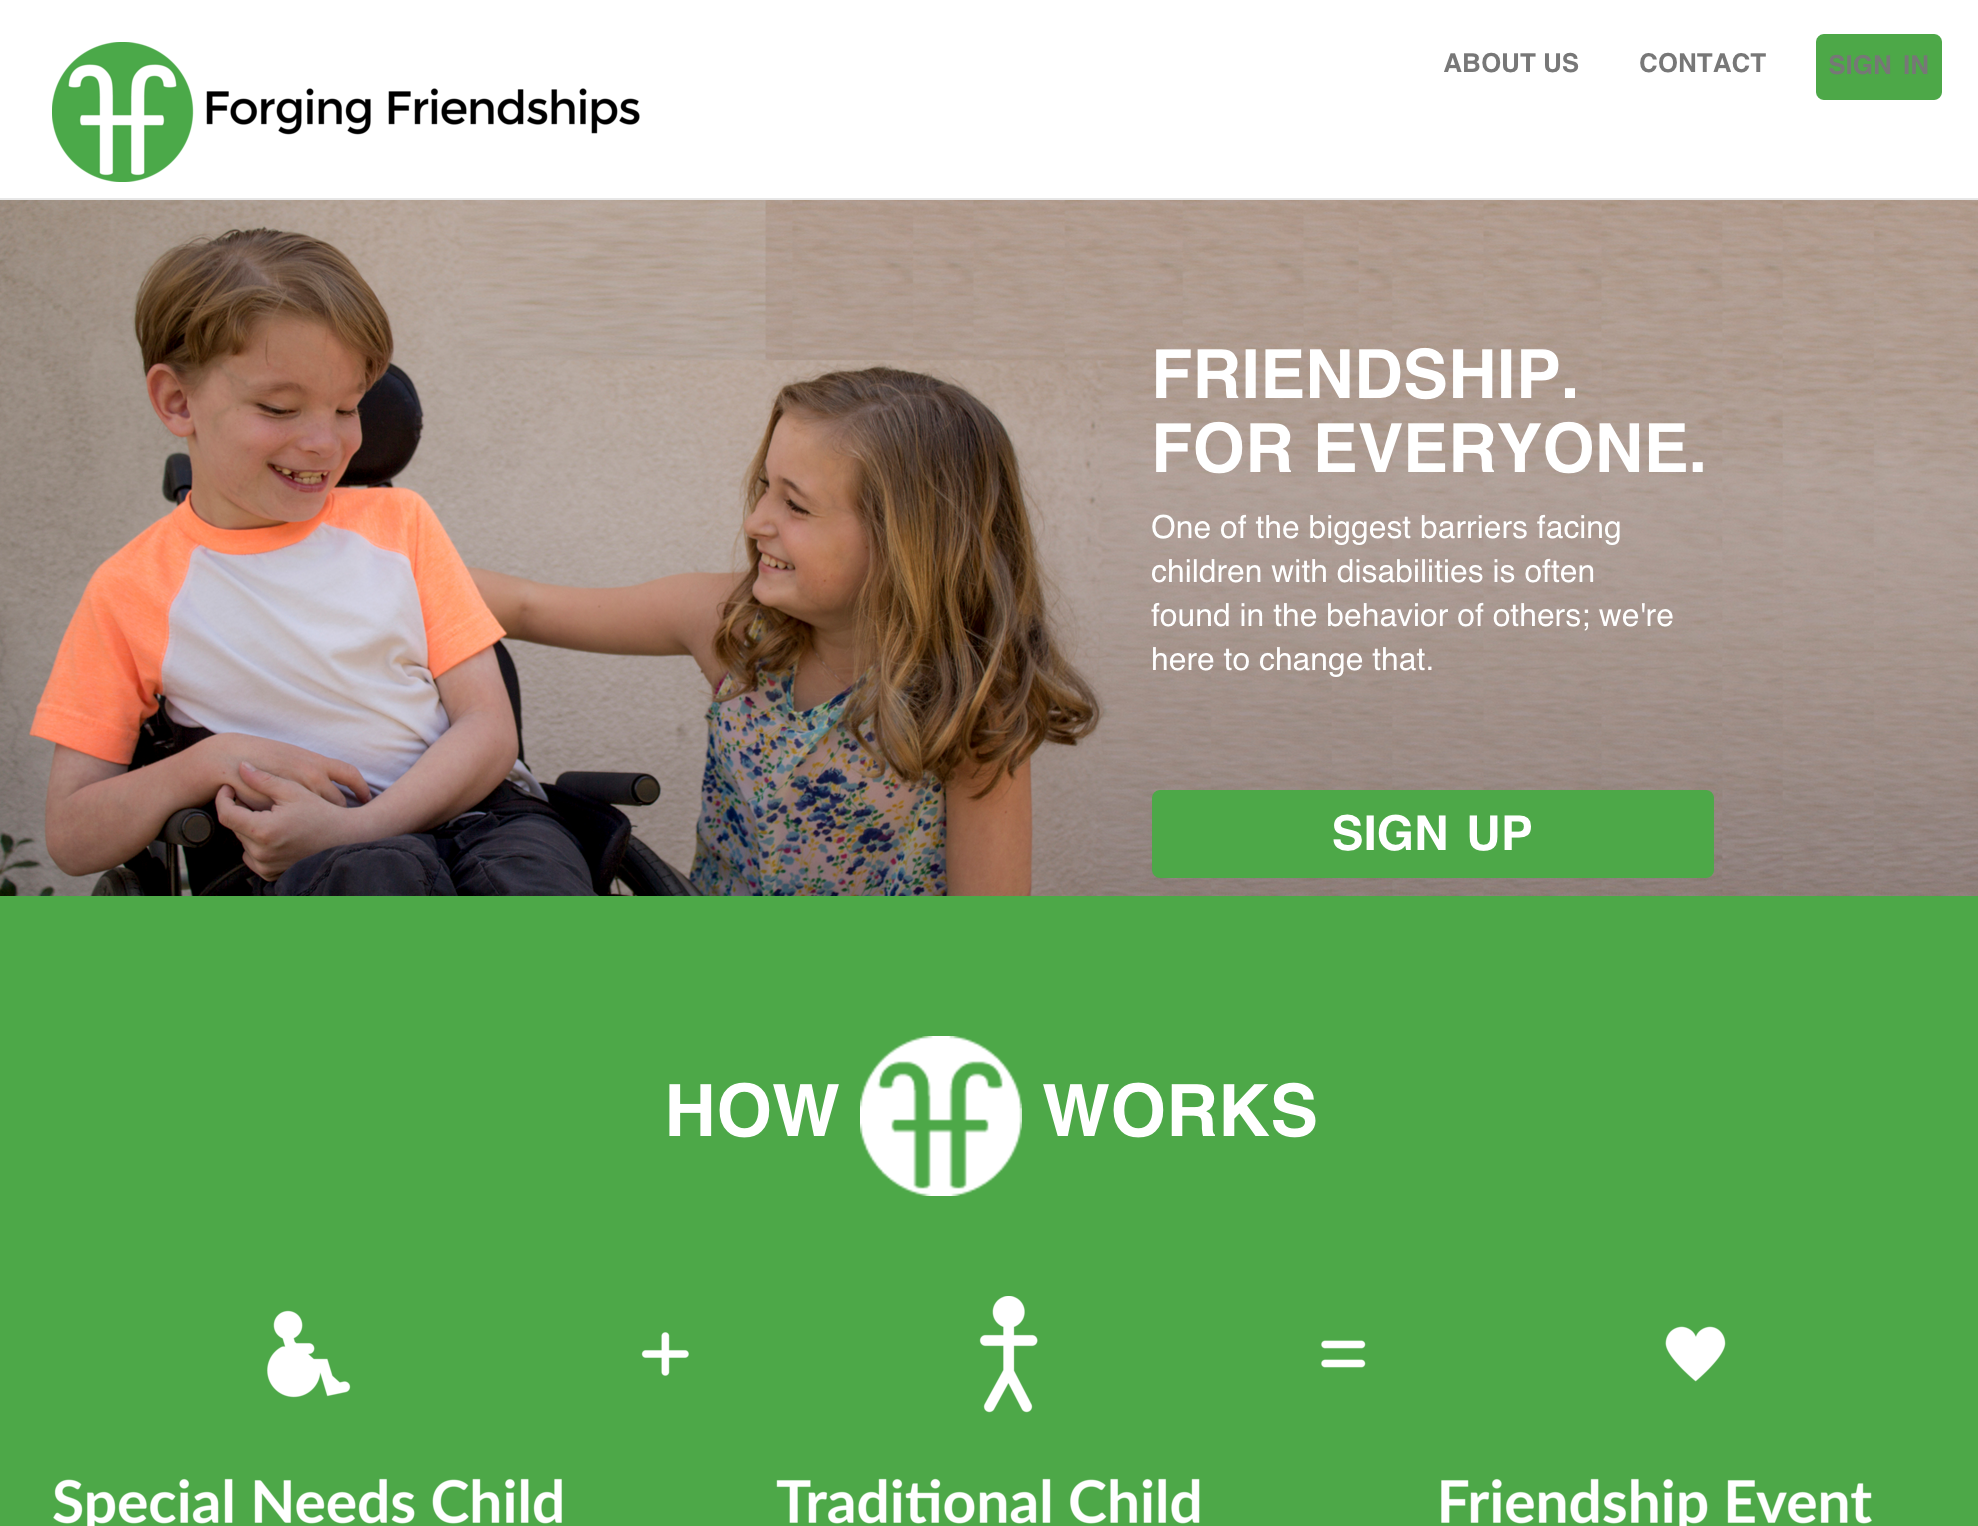 Forging Friendships
ABOUT US
CONTACT
SIGN IN
FRIENDSHIP.
FOR EVERYONE.
One of the biggest barriers facing
children with disabilities is often
found in the behavior of others; we're
here to change that.
SIGN UP
HOW ff WORKS
Special Needs Child
Traditional Child
Friendship Event